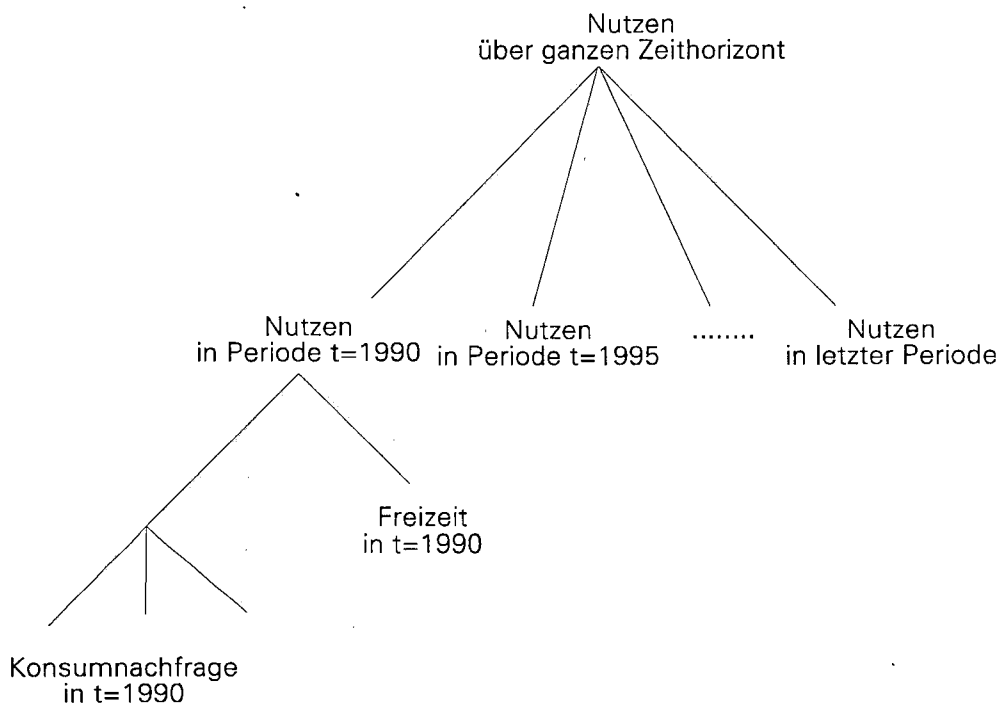 Nutzen
über ganzen Zeithorizont
Nutzen
in Periode t=1990
Nutzen
in Periode t=1995
........
Nutzen
in letzter Periode
Freizeit
in t=1990
Konsumnachfrage
in t=1990